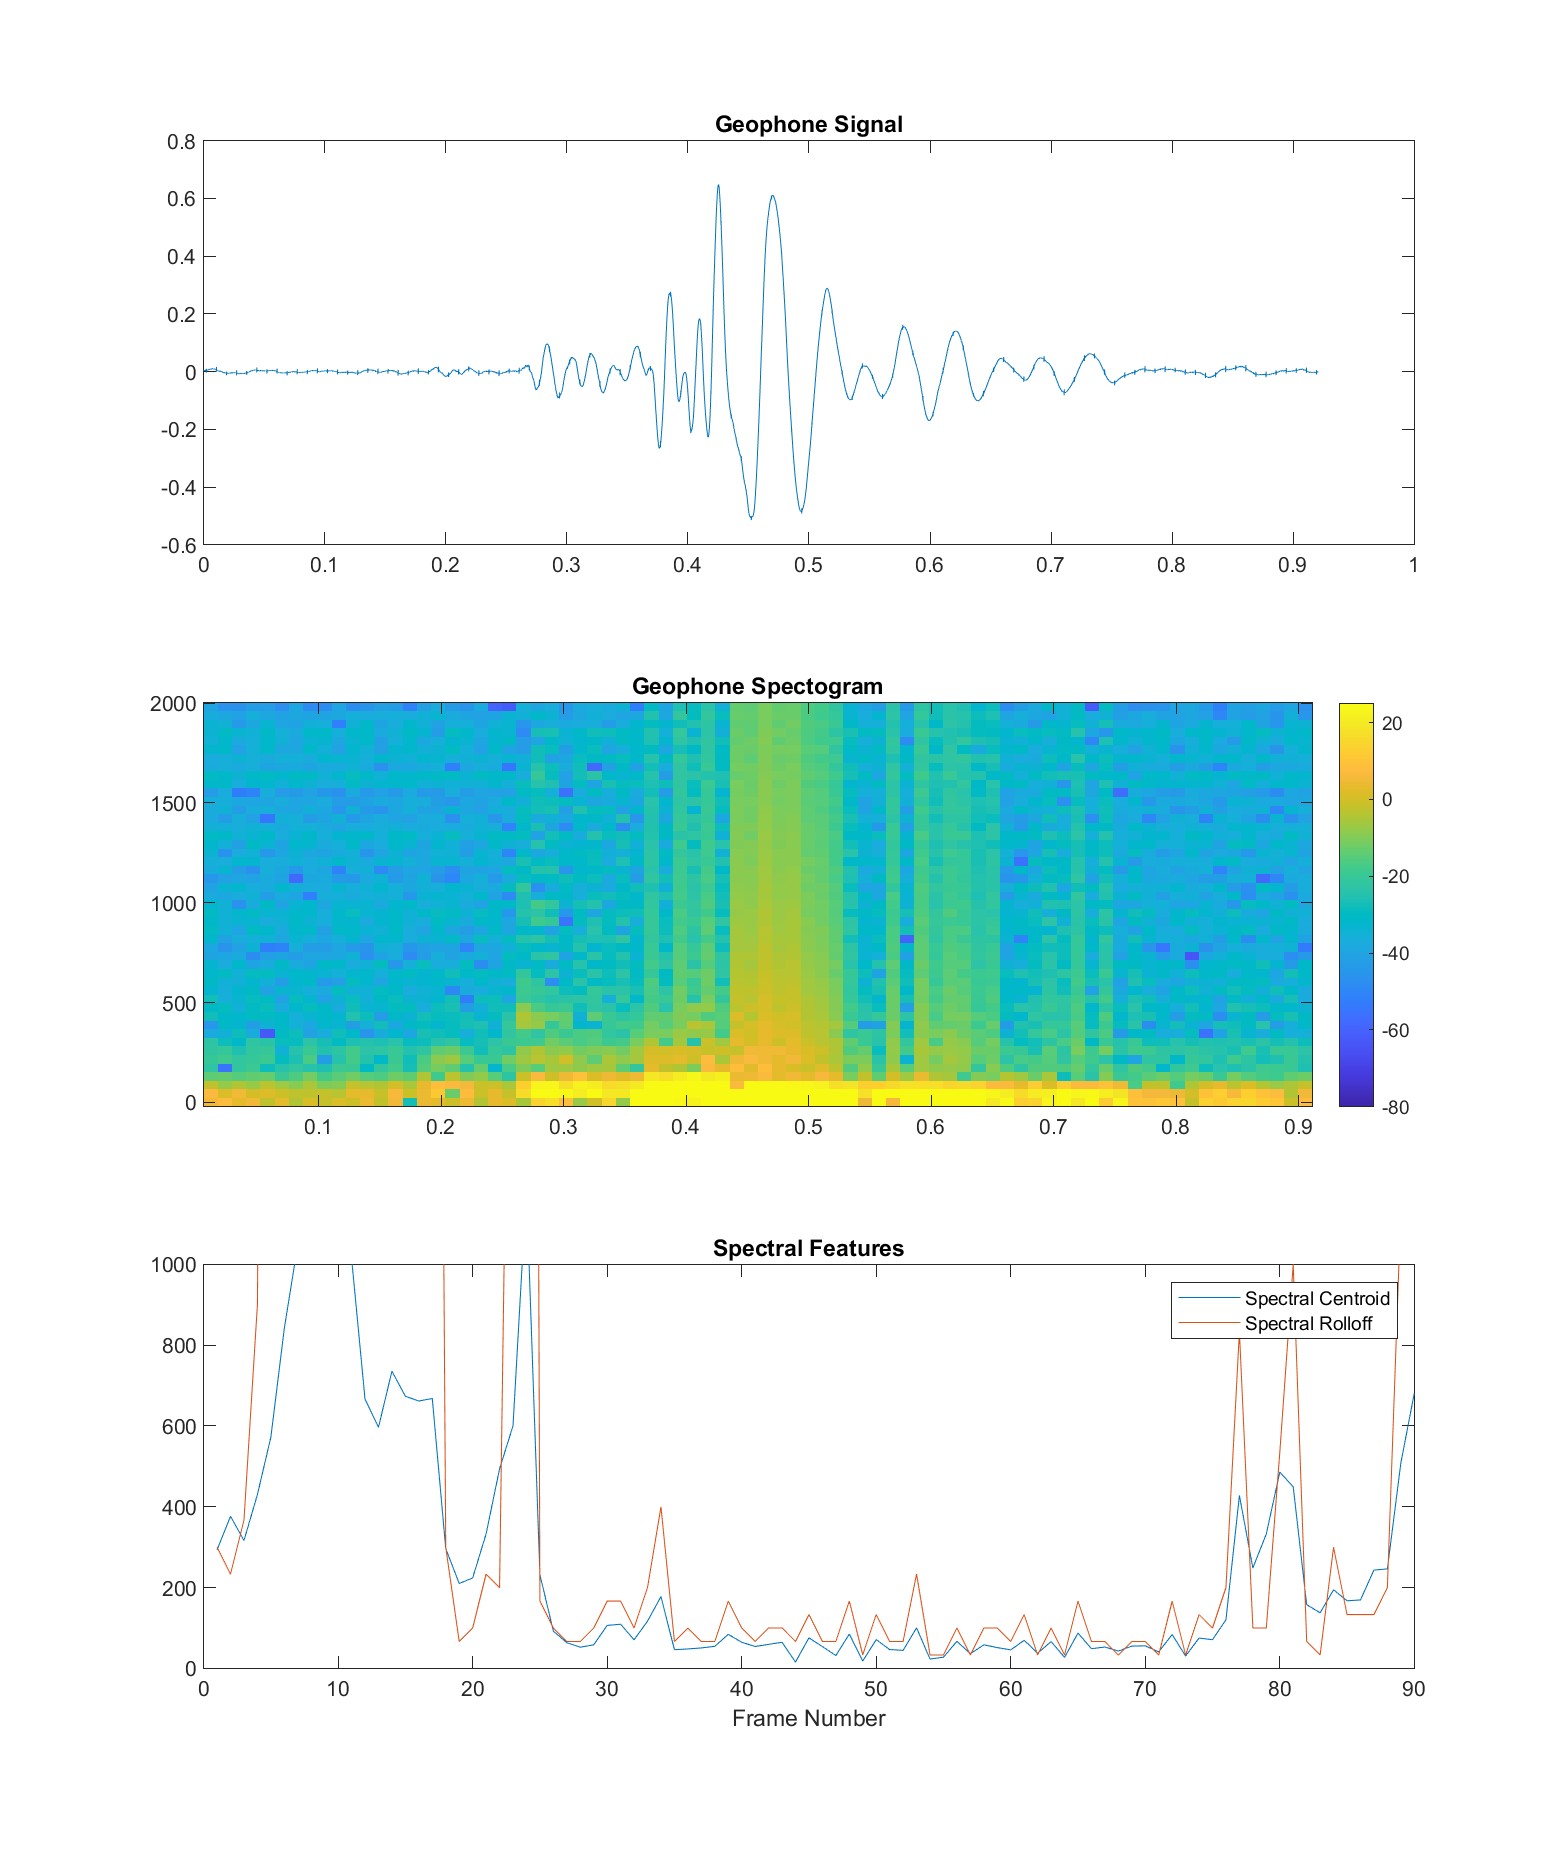 Geophone Signal
0.8
0.6
0.4
0.2
0
-0.2
-0.4
-0.6
0 0.1 0.2 0.3 0.4 0.5 0.6 0.7 0.8 0.9 1
Geophone Spectogram
2000
1500
1000
500
0
0.1 0.2 0.3 0.4 0.5 0.6 0.7 0.8 0.9
20
0
-20
-40
-60
-80
Spectral Features
1000
800
600
400
200
0
Spectral Centroid
Spectral Rolloff
0 10 20 30 40 50 60 70 80 90
Frame Number